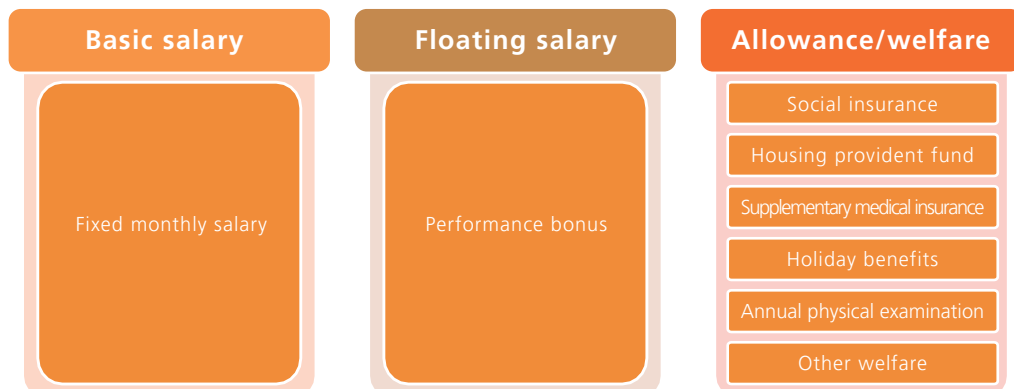 Basic salary
Fixed monthly salary
Floating salary
Performance bonus
Allowance/welfare
Social insurance
Housing provident fund
Supplementary medical insurance
Holiday benefits
Annual physical examination
Other welfare